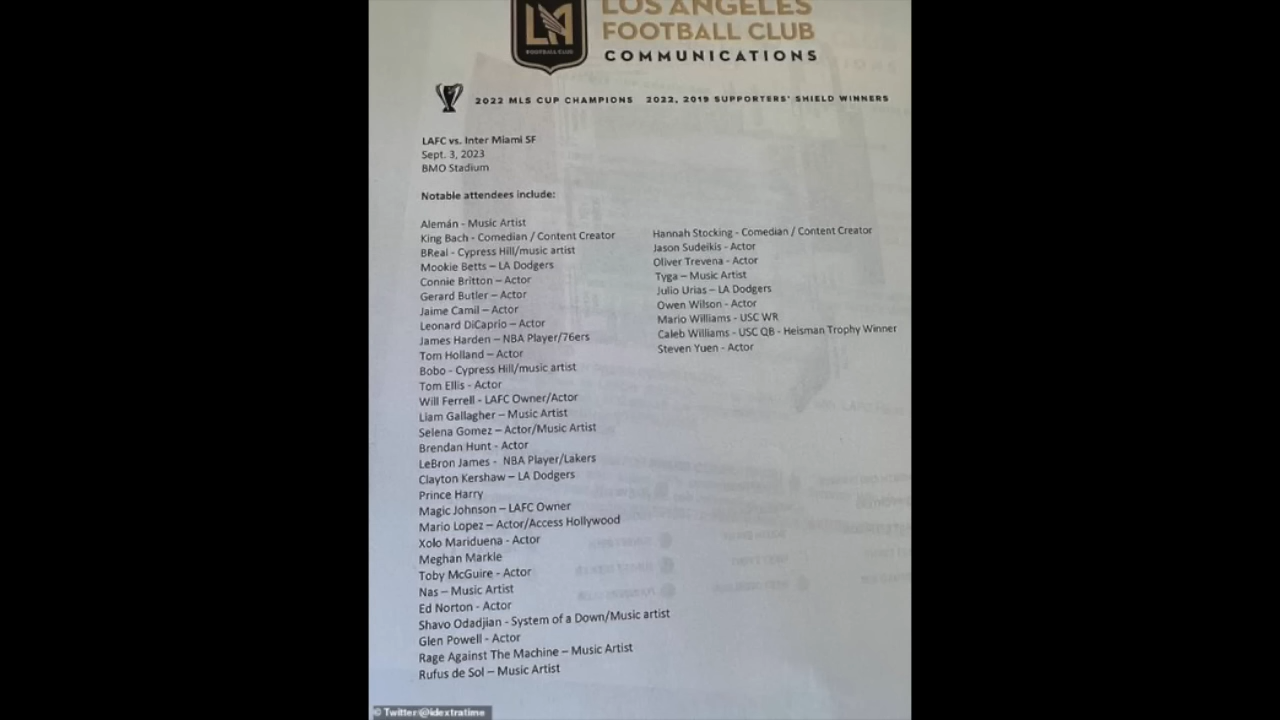 LOS ANGELES
FOOTBALL CLUB
COMMUNICATIONS
LA
FOOTBALL CLUB
2022 MLS CUP CHAMPIONS 2022, 2019 SUPPORTERS' SHIELD WINNERS
LAFC vs. Inter Miami SF
Sept. 3, 2023
BMO Stadium
Notable attendees include:
Alemán - Music Artist
King Bach - Comedian / Content Creator
BReal - Cypress Hill/music artist
Mookie Betts – LA Dodgers
Connie Britton – Actor
Gerard Butler – Actor
Jaime Camil – Actor
Leonard DiCaprio – Actor
James Harden – NBA Player/76ers
Tom Holland – Actor
Bobo - Cypress Hill/music artist
Tom Ellis - Actor
Will Ferrell - LAFC Owner/Actor
Liam Gallagher – Music Artist
Selena Gomez – Actor/Music Artist
Brendan Hunt - Actor
LeBron James - NBA Player/Lakers
Clayton Kershaw – LA Dodgers
Prince Harry
Magic Johnson – LAFC Owner
Mario Lopez – Actor/Access Hollywood
Xolo Mariduena - Actor
Meghan Markle
Toby McGuire - Actor
Nas – Music Artist
Ed Norton - Actor
Shavo Odadjian - System of a Down/Music artist
Glen Powell - Actor
Rage Against The Machine – Music Artist
Rufus de Sol – Music Artist
Hannah Stocking - Comedian / Content Creator
Jason Sudeikis - Actor
Oliver Trevena - Actor
Tyga – Music Artist
Julio Urias – LA Dodgers
Owen Wilson - Actor
Mario Williams - USC WR
Caleb Williams - USC QB - Heisman Trophy Winner
Steven Yuen - Actor
© Twitter @idextratime